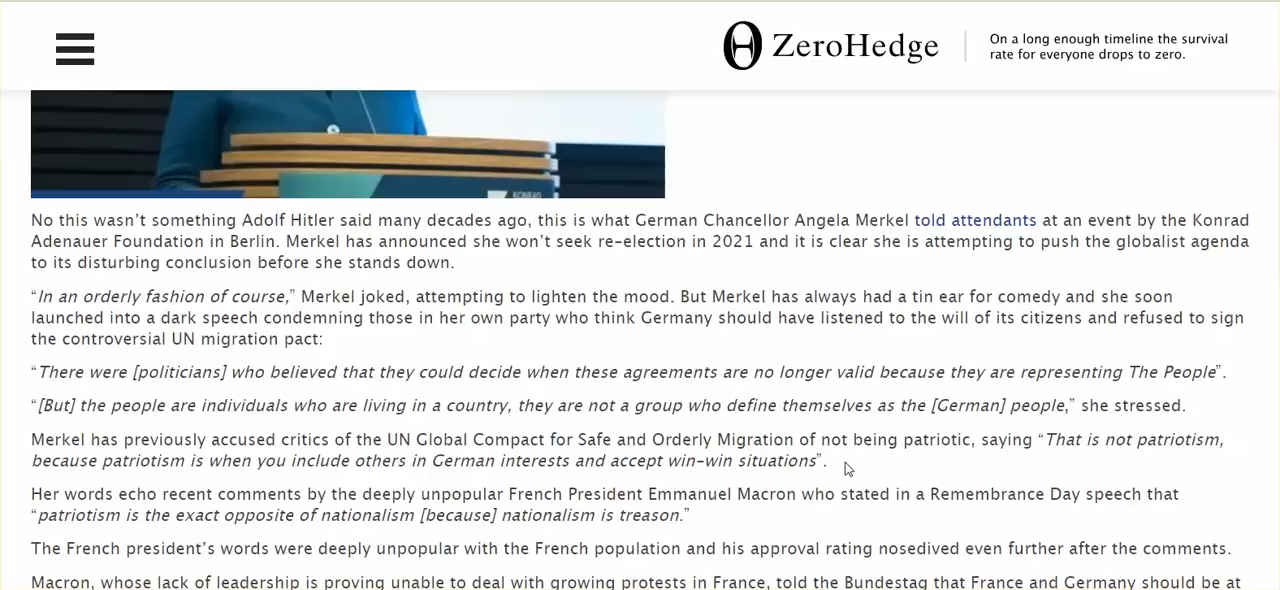 ZeroHedge
On a long enough timeline the survival
rate for everyone drops to zero.
KONRAD
No this wasn't something Adolf Hitler said many decades ago, this is what German Chancellor Angela Merkel told attendants at an event by the Konrad
Adenauer Foundation in Berlin. Merkel has announced she won't seek re-election in 2021 and it is clear she is attempting to push the globalist agenda
to its disturbing conclusion before she stands down.
“In an orderly fashion of course,” Merkel joked, attempting to lighten the mood. But Merkel has always had a tin ear for comedy and she soon
launched into a dark speech condemning those in her own party who think Germany should have listened to the will of its citizens and refused to sign
the controversial UN migration pact:
“There were [politicians] who believed that they could decide when these agreements are no longer valid because they are representing The People”.
“[But] the people are individuals who are living in a country, they are not a group who define themselves as the [German] people,” she stressed.
Merkel has previously accused critics of the UN Global Compact for Safe and Orderly Migration of not being patriotic, saying “That is not patriotism,
because patriotism is when you include others in German interests and accept win-win situations”.
Her words echo recent comments by the deeply unpopular French President Emmanuel Macron who stated in a Remembrance Day speech that
“patriotism is the exact opposite of nationalism [because] nationalism is treason.”
The French president's words were deeply unpopular with the French population and his approval rating nosedived even further after the comments.
Macron, whose lack of leadership is proving unable to deal with growing protests in France, told the Bundestag that France and Germany should be at